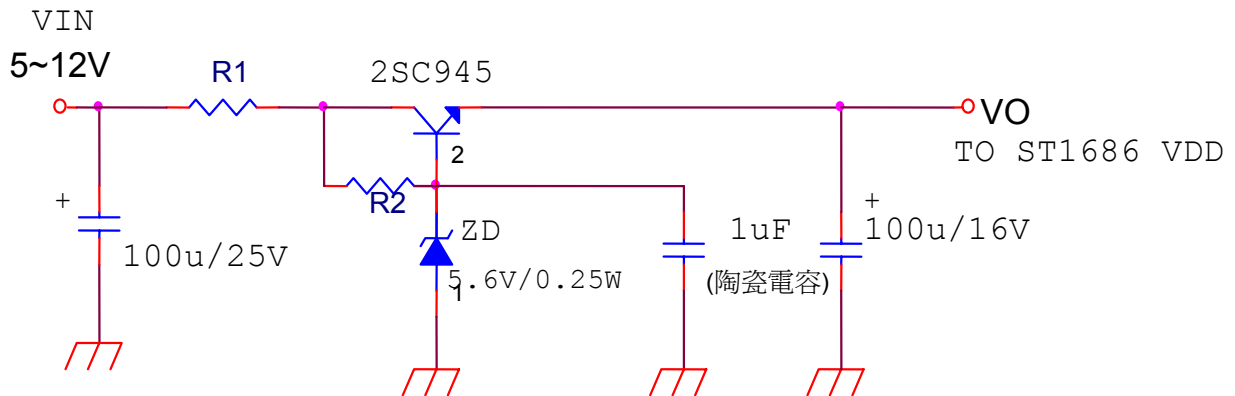 VIN
5~12V
R1
2SC945
VO
TO ST1686 VDD
2
R2
+
100u/25V
ZD
5.6V/0.25W
1
1uF
(陶瓷電容)
+
100u/16V